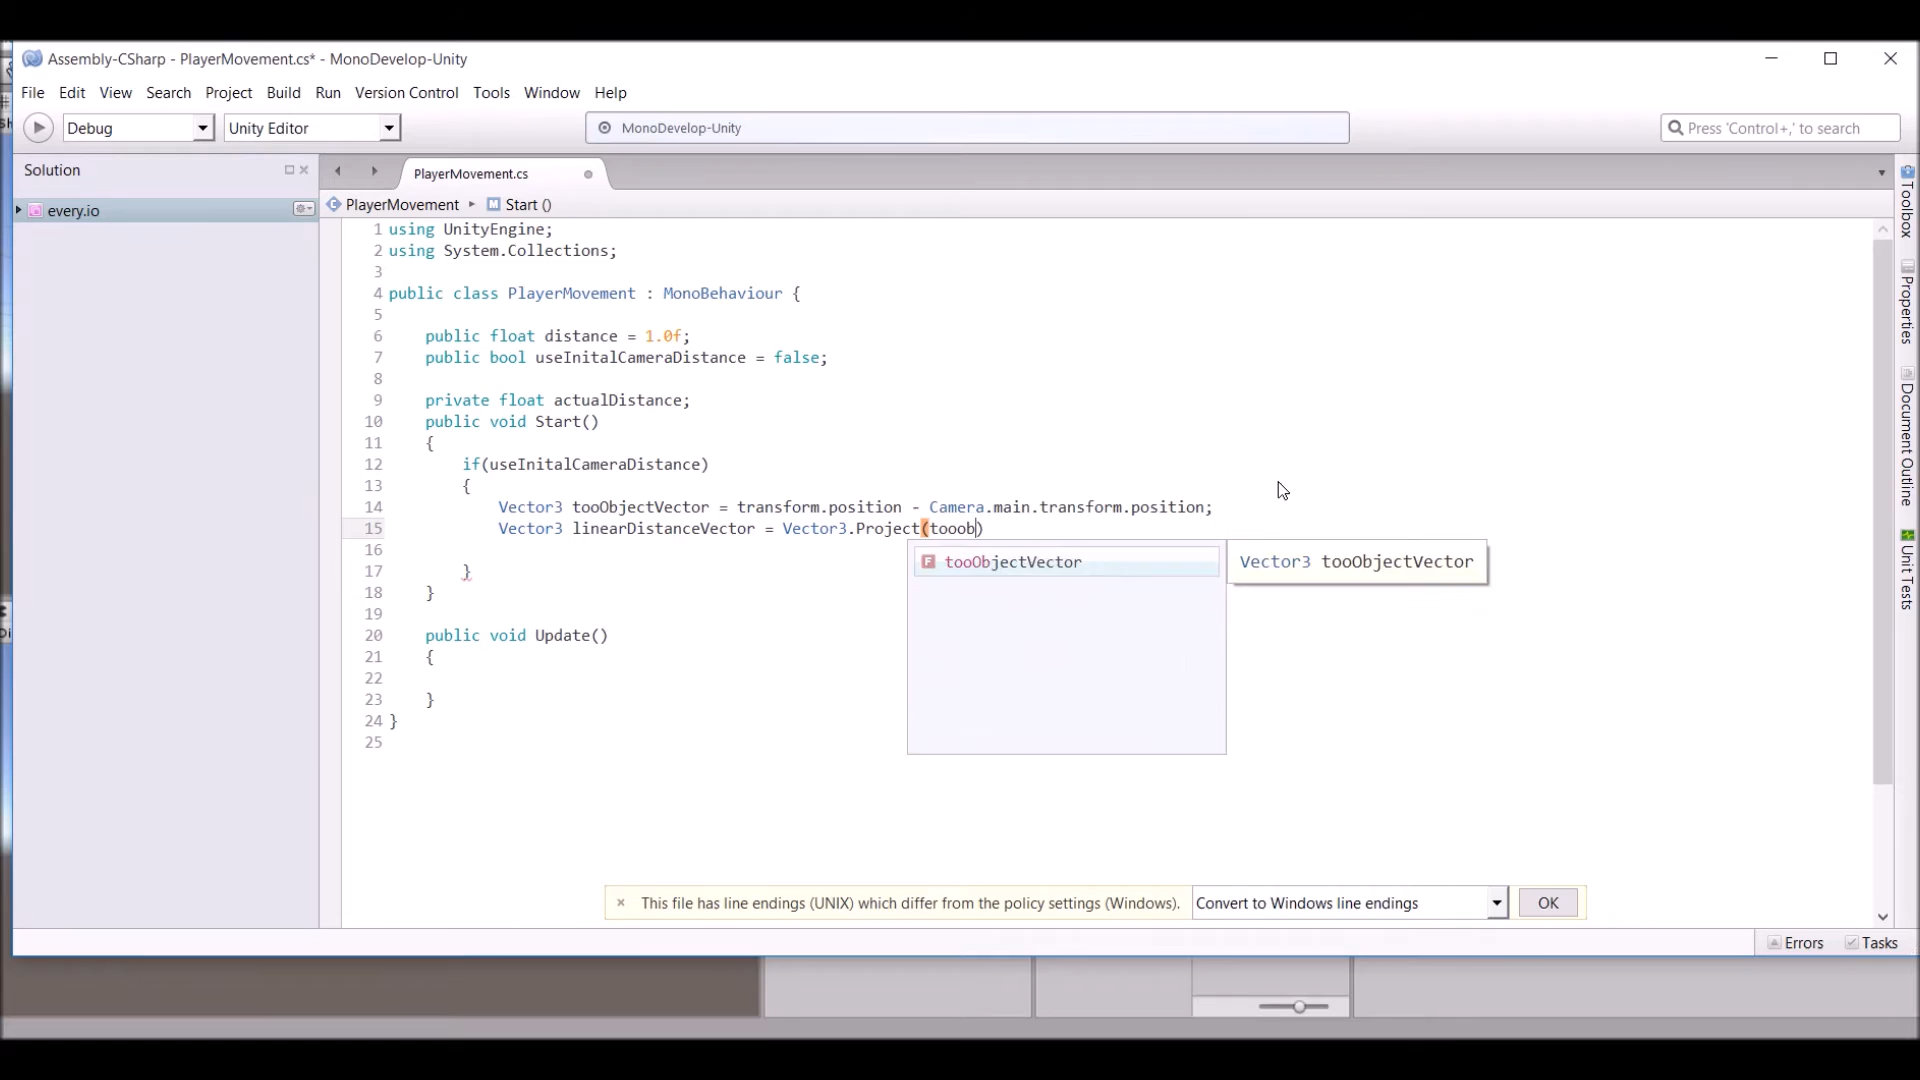 Assembly-CSharp - PlayerMovement.cs* - MonoDevelop-Unity
File Edit View Search Project Build Run Version Control Tools Window Help
Debug Unity Editor MonoDevelop-Unity Press 'Control+,' to search
Solution
PlayerMovement.cs
every.io
PlayerMovement Start ()
1 using UnityEngine;
2 using System.Collections;
3
4 public class PlayerMovement : MonoBehaviour {
5
6 public float distance = 1.0f;
7 public bool useInitalCameraDistance = false;
8
9 private float actualDistance;
10 public void Start()
11 {
12 if(useInitalCameraDistance)
13 {
14 Vector3 tooObjectVector = transform.position - Camera.main.transform.position;
15 Vector3 linearDistanceVector = Vector3.Project(tooob)
16
17 }
18 }
19
20 public void Update()
21 {
22
23 }
24 }
25
tooObjectVector
Vector3 tooObjectVector
This file has line endings (UNIX) which differ from the policy settings (Windows). Convert to Windows line endings OK
Errors Tasks
Toolbox
Properties
Document Outline
Unit Tests